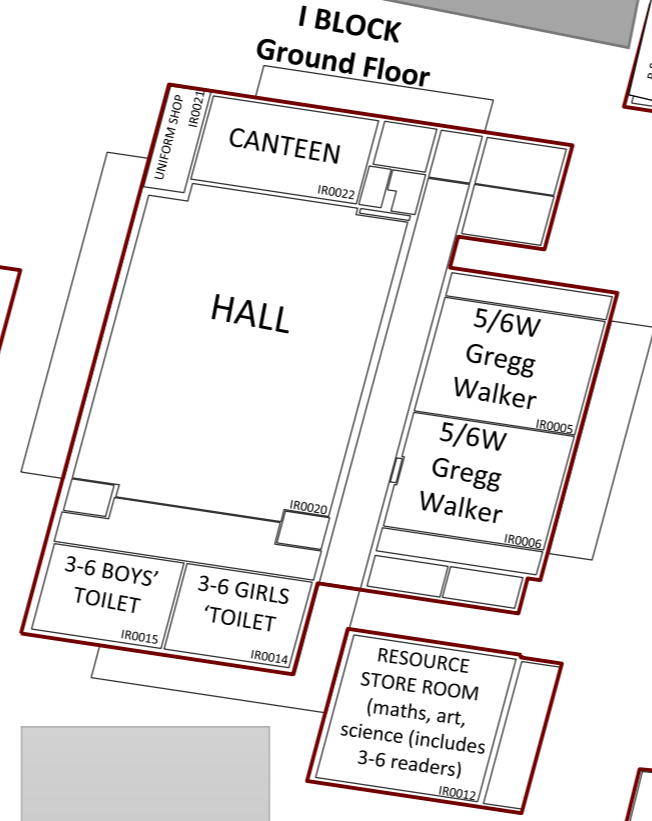 I BLOCK
Ground Floor
UNIFORM SHOP
IR0021
CANTEEN
IR0022
HALL
5/6W
Gregg
Walker
IR0005
5/6W
Gregg
Walker
IR0006
IR0020
3-6 BOYS’
TOILET
IR0015
3-6 GIRLS
‘TOILET
IR0014
RESOURCE
STORE ROOM
(maths, art,
science (includes
3-6 readers)
IR0012